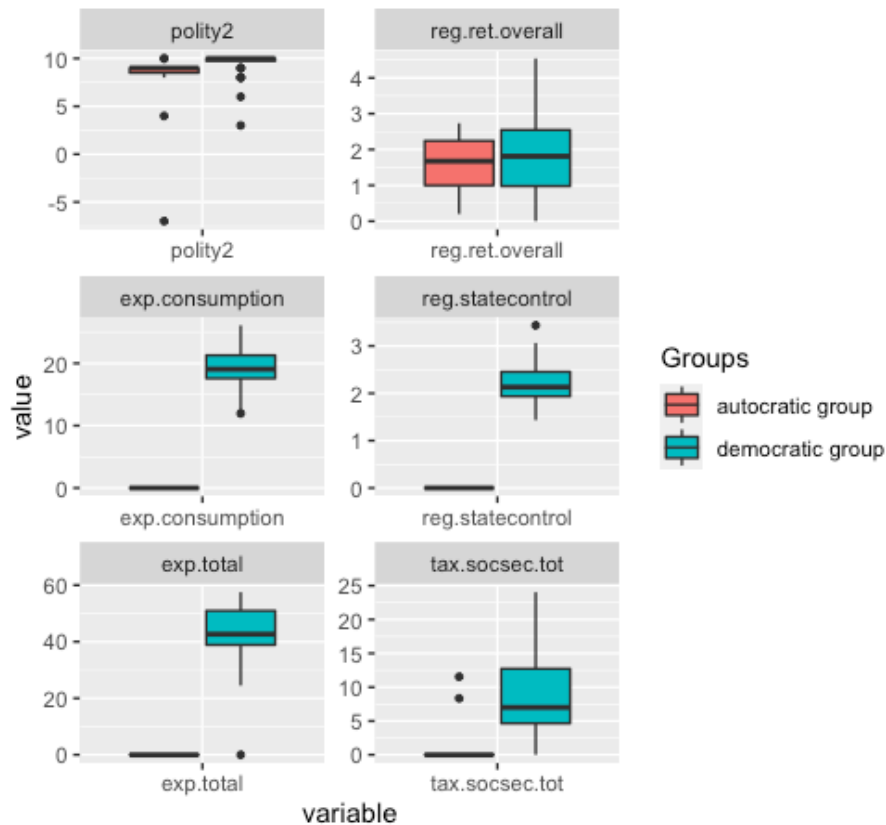 polity2
reg.ret.overall
10
5
0
-5
4
3
2
1
0
polity2
reg.ret.overall
exp.consumption
reg.statecontrol
20
10
0
3
2
1
0
exp.consumption
reg.statecontrol
exp.total
tax.socsec.tot
60
40
20
0
25
20
15
10
5
0
exp.total
tax.socsec.tot
value
variable
Groups
autocratic group
democratic group